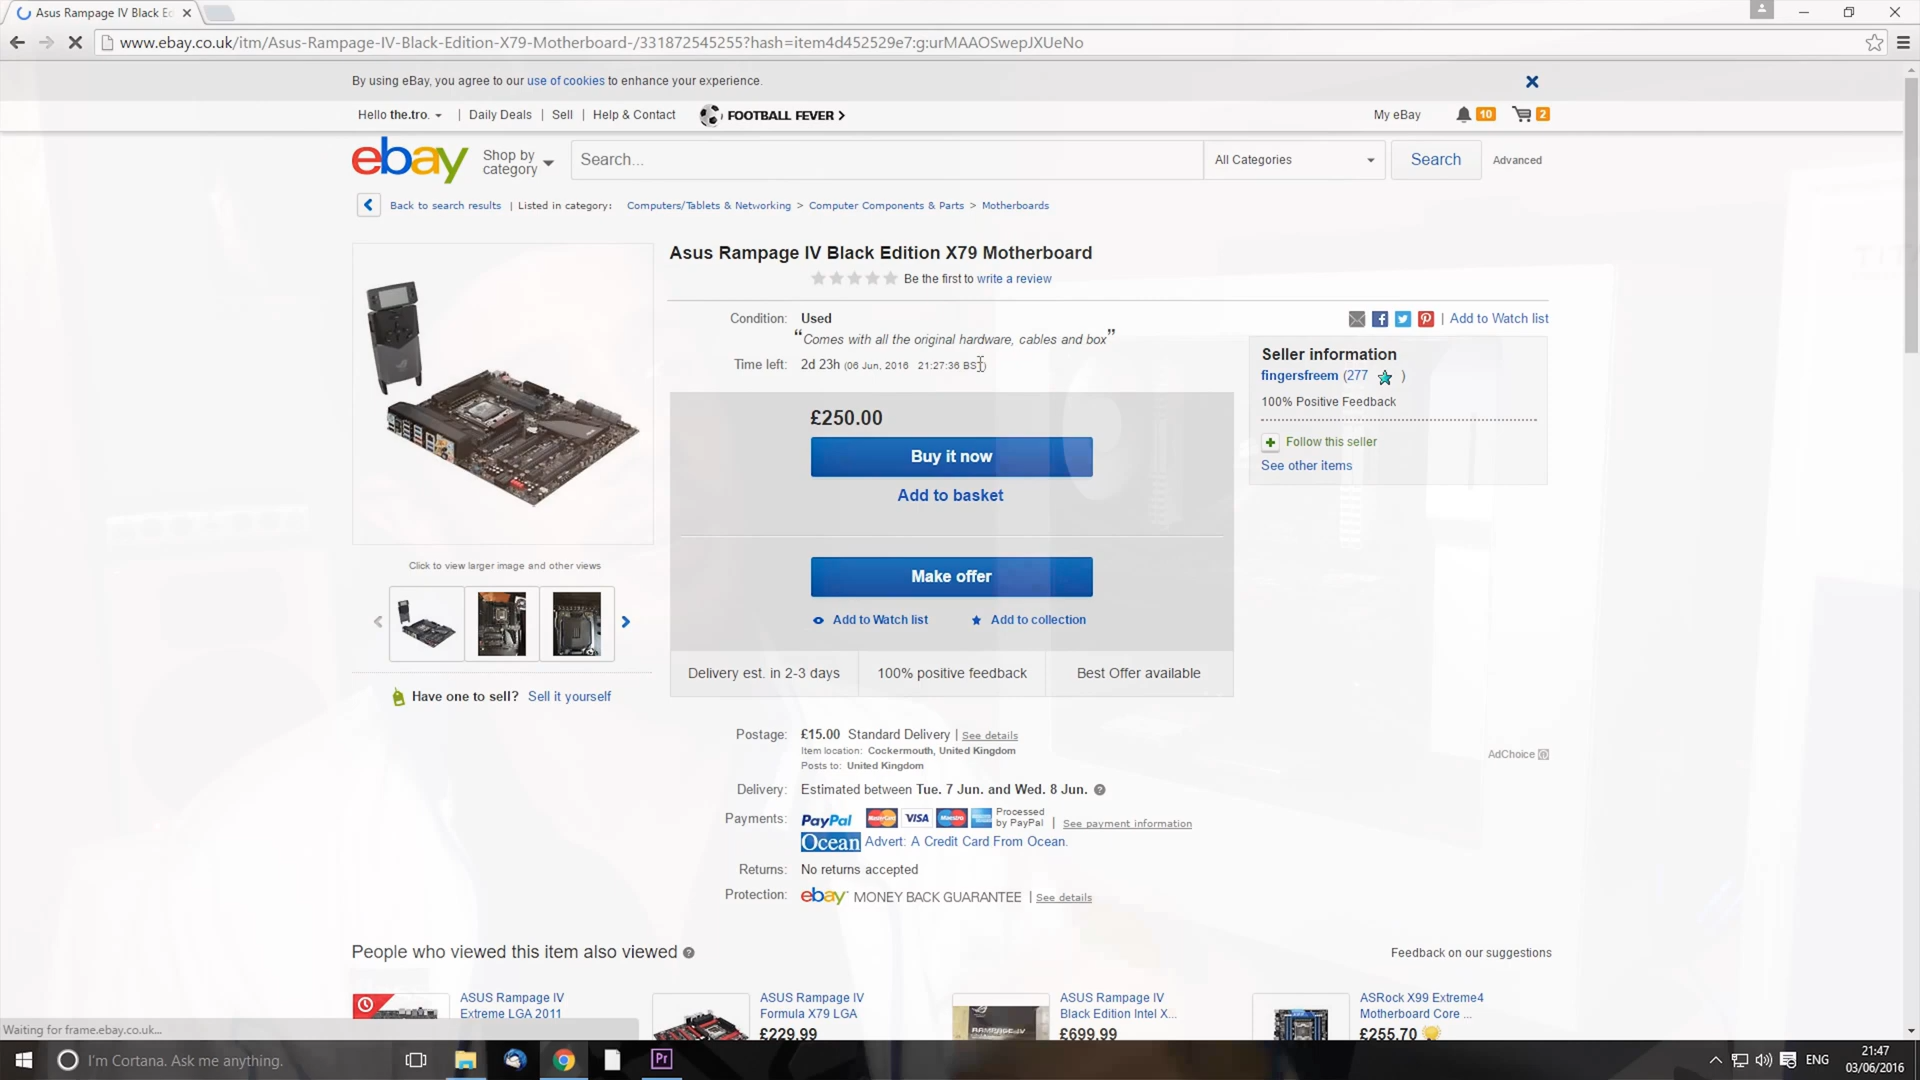 Asus Rampage IV Black Ed
www.ebay.co.uk/itm/Asus-Rampage-IV-Black-Edition-X79-Motherboard-/331872545255?hash=item4d452529e7:g:urMAAOSwepJXUeNo
By using eBay, you agree to our use of cookies to enhance your experience.
Hello the.tro. | Daily Deals | Sell | Help & Contact FOOTBALL FEVER My eBay 10 2
ebay Shop by category Search... All Categories Search Advanced
Back to search results | Listed in category: Computers/Tablets & Networking > Computer Components & Parts > Motherboards
Asus Rampage IV Black Edition X79 Motherboard
Be the first to write a review
Condition: Used
“Comes with all the original hardware, cables and box”
| Add to Watch list
Time left: 2d 23h (06 Jun, 2016 21:27:36 BST)
Seller information
fingersfreem (277 )
100% Positive Feedback
Follow this seller
See other items
£250.00
Buy it now
Add to basket
Make offer
Add to Watch list Add to collection
Delivery est. in 2-3 days 100% positive feedback Best Offer available
Click to view larger image and other views
Have one to sell? Sell it yourself
Postage: £15.00 Standard Delivery | See details
Item location: Cockermouth, United Kingdom
Posts to: United Kingdom
AdChoice
Delivery: Estimated between Tue. 7 Jun. and Wed. 8 Jun.
Payments: PayPal MasterCard VISA Maestro Processed by PayPal | See payment information
Ocean Advert: A Credit Card From Ocean.
Returns: No returns accepted
Protection: ebay MONEY BACK GUARANTEE | See details
People who viewed this item also viewed Feedback on our suggestions
ASUS Rampage IV
Extreme LGA 2011
ASUS Rampage IV
Formula X79 LGA
£229.99
ASUS Rampage IV
Black Edition Intel X...
£699.99
ASRock X99 Extreme4
Motherboard Core ...
£255.70
Waiting for frame.ebay.co.uk...
I'm Cortana. Ask me anything.
Pr
ENG
21:47
03/06/2016